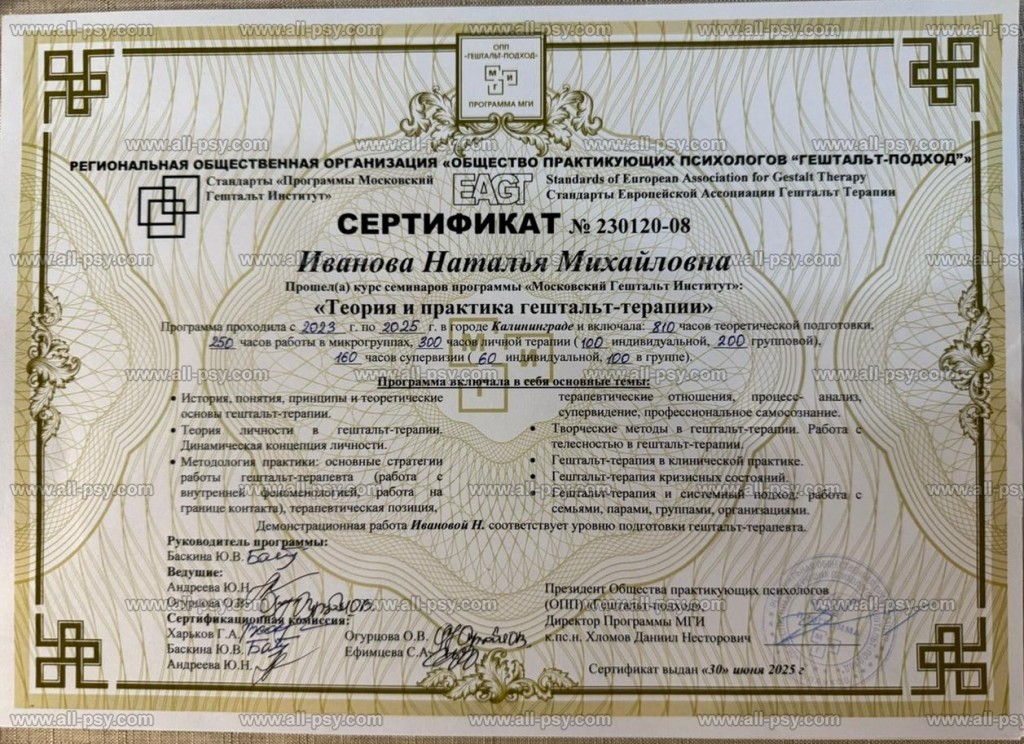 ОПП
«ГЕШТАЛЬТ-ПОДХОД»
М И
Г
ПРОГРАММА МГИ
РЕГИОНАЛЬНАЯ ОБЩЕСТВЕННАЯ ОРГАНИЗАЦИЯ «ОБЩЕСТВО ПРАКТИКУЮЩИХ ПСИХОЛОГОВ "ГЕШТАЛЬТ-ПОДХОД"»
Стандарты «Программы Московский
Гештальт Институт»
EAGT
Standards of European Association for Gestalt Therapy
Стандарты Европейской Ассоциации Гештальт Терапии
СЕРТИФИКАТ № 230120-08
Иванова Наталья Михайловна
Прошел(а) курс семинаров программы «Московский Гештальт Институт»:
«Теория и практика гештальт-терапии»
Программа проходила с 2023 г. по 2025 г. в городе Калининграде и включала: 810 часов теоретической подготовки,
250 часов работы в микрогруппах, 300 часов личной терапии (100 индивидуальной, 200 групповой),
160 часов супервизии (60 индивидуальной, 100 в группе).
Программа включала в себя основные темы:
• История, понятия, принципы и теоретические
основы гештальт-терапии.
• Теория личности в гештальт-терапии.
Динамическая концепция личности.
• Методология практики: основные стратегии
работы гештальт-терапевта (работа с
внутренней феноменологией, работа на
границе контакта), терапевтическая позиция,
терапевтические отношения, процесс- анализ,
супервидение, профессиональное самосознание.
• Творческие методы в гештальт-терапии. Работа с
телесностью в гештальт-терапии.
• Гештальт-терапия в клинической практике.
• Гештальт-терапия кризисных состояний.
• Гештальт-терапия и системный подход: работа с
семьями, парами, группами, организациями.
Демонстрационная работа Ивановой Н. соответствует уровню подготовки гештальт-терапевта.
Руководитель программы:
Баскина Ю.В.
Ведущие:
Андреева Ю.Н.
Огурцова О.В.
Сертификационная комиссия:
Харьков Г.А.
Баскина Ю.В.
Андреева Ю.Н.
Огурцова О.В.
Ефимцева С.А.
Президент Общества практикующих психологов
(ОПП) «Гештальт-подход»,
Директор Программы МГИ
к.пс.н. Хломов Даниил Несторович
Сертификат выдан «30» июня 2025 г
www.all-psy.com